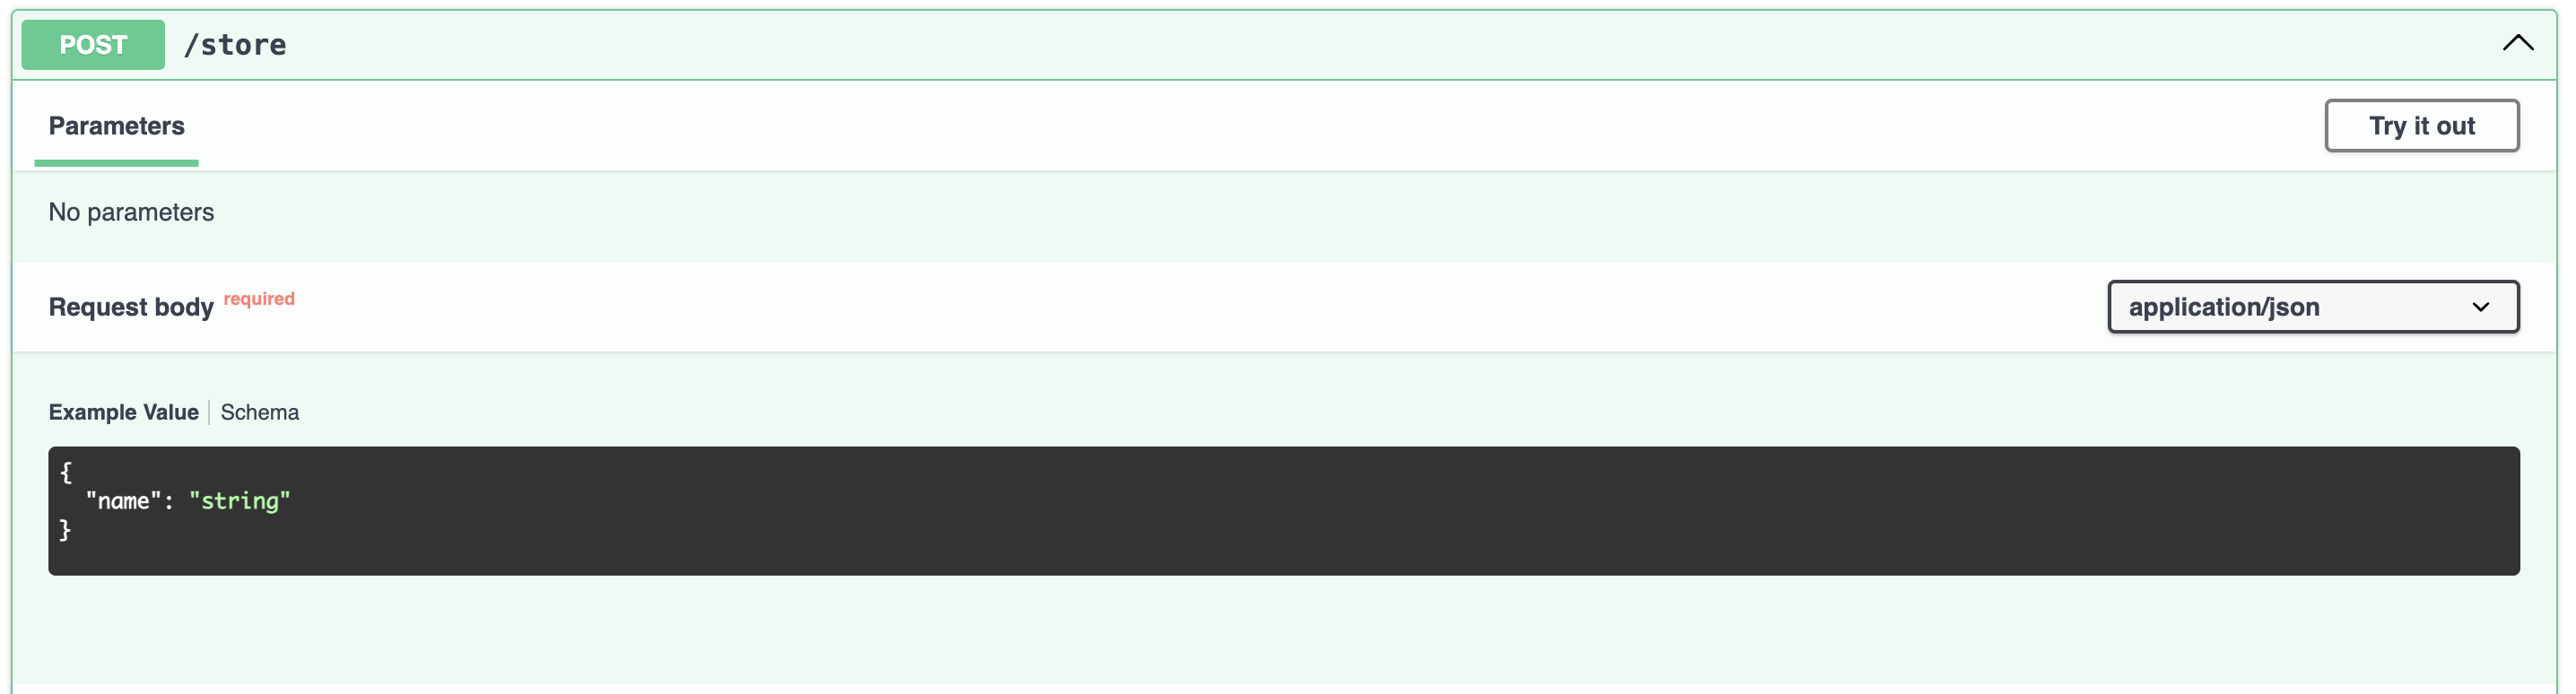 POST /store
Parameters
Try it out
No parameters
Request body required
application/json
Example Value | Schema
{
  "name": "string"
}